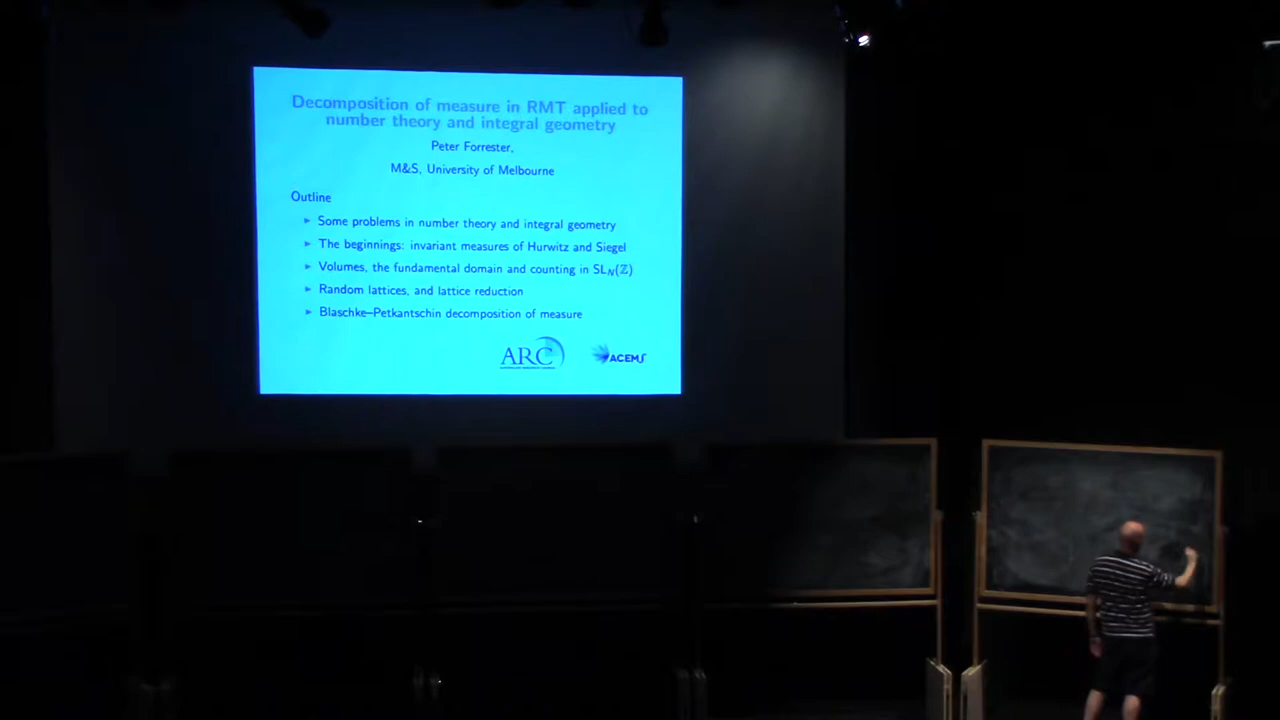 Decomposition of measure in RMT applied to
number theory and integral geometry
Peter Forrester,
M&S, University of Melbourne
Outline
Some problems in number theory and integral geometry
The beginnings: invariant measures of Hurwitz and Siegel
Volumes, the fundamental domain and counting in SL_N(ℤ)
Random lattices, and lattice reduction
Blaschke–Petkantschin decomposition of measure
ARC
ACEMS